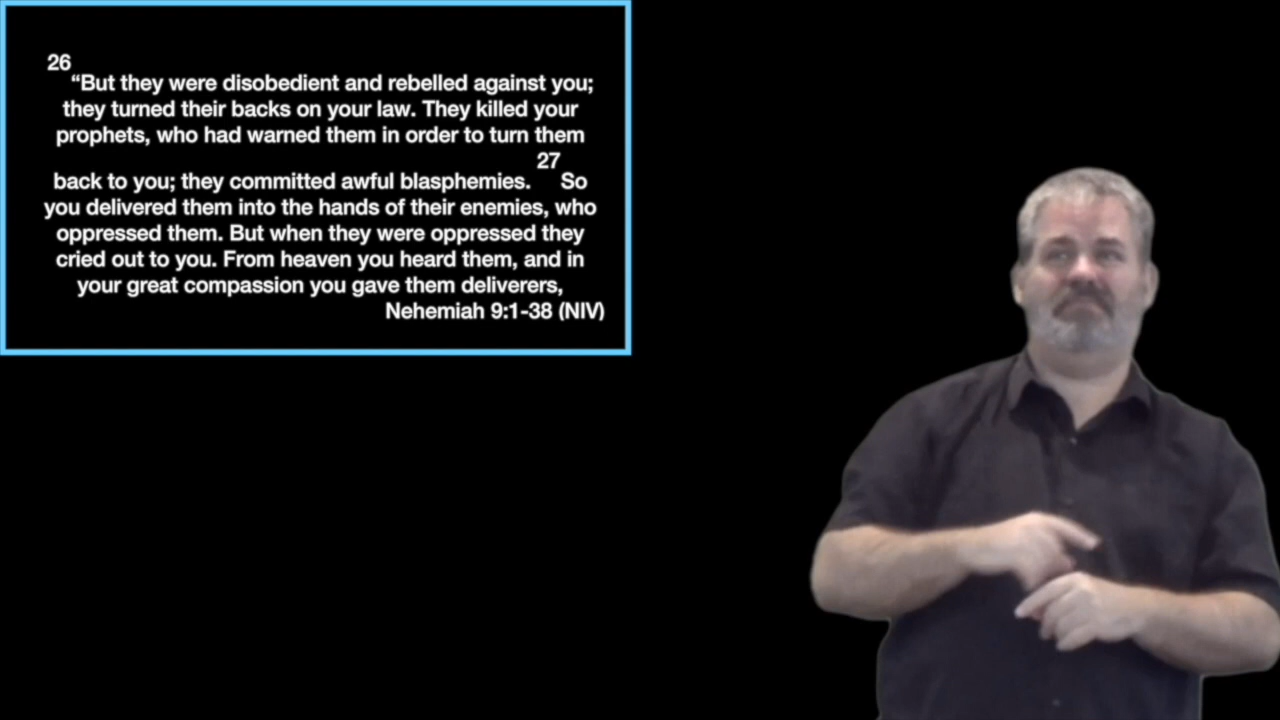 26
“But they were disobedient and rebelled against you;
they turned their backs on your law. They killed your
prophets, who had warned them in order to turn them
27
back to you; they committed awful blasphemies. So
you delivered them into the hands of their enemies, who
oppressed them. But when they were oppressed they
cried out to you. From heaven you heard them, and in
your great compassion you gave them deliverers,
Nehemiah 9:1-38 (NIV)